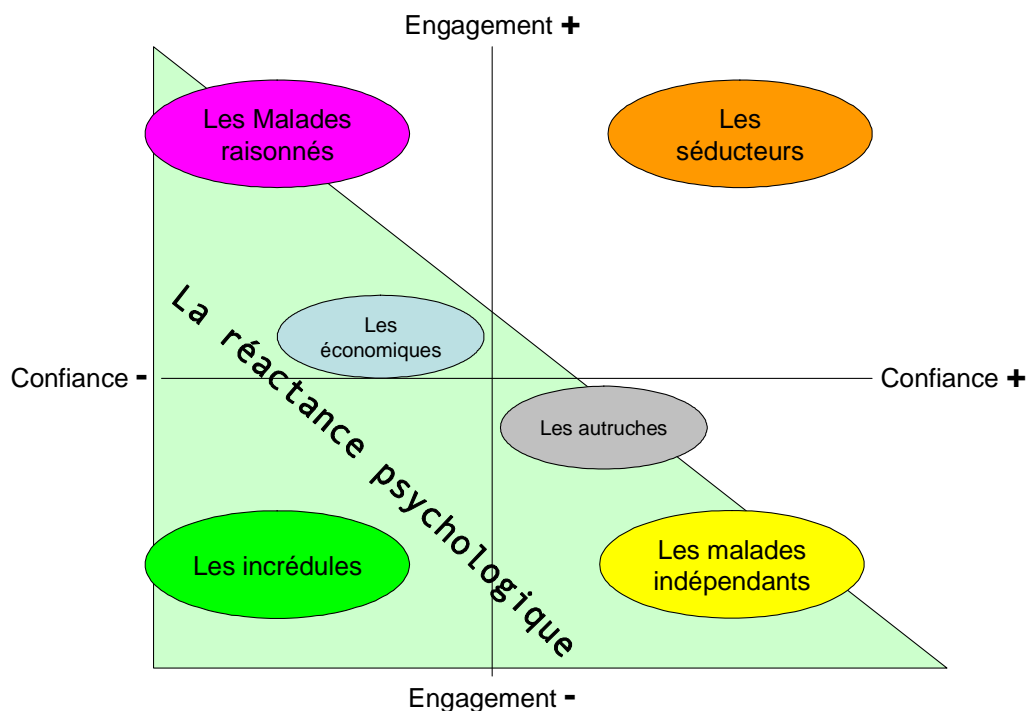 Engagement +
Les Malades
raisonnés
Les
séducteurs
La réactance psychologique
Les
économiques
Confiance -
Confiance +
Les autruches
Les incrédules
Les malades
indépendants
Engagement -